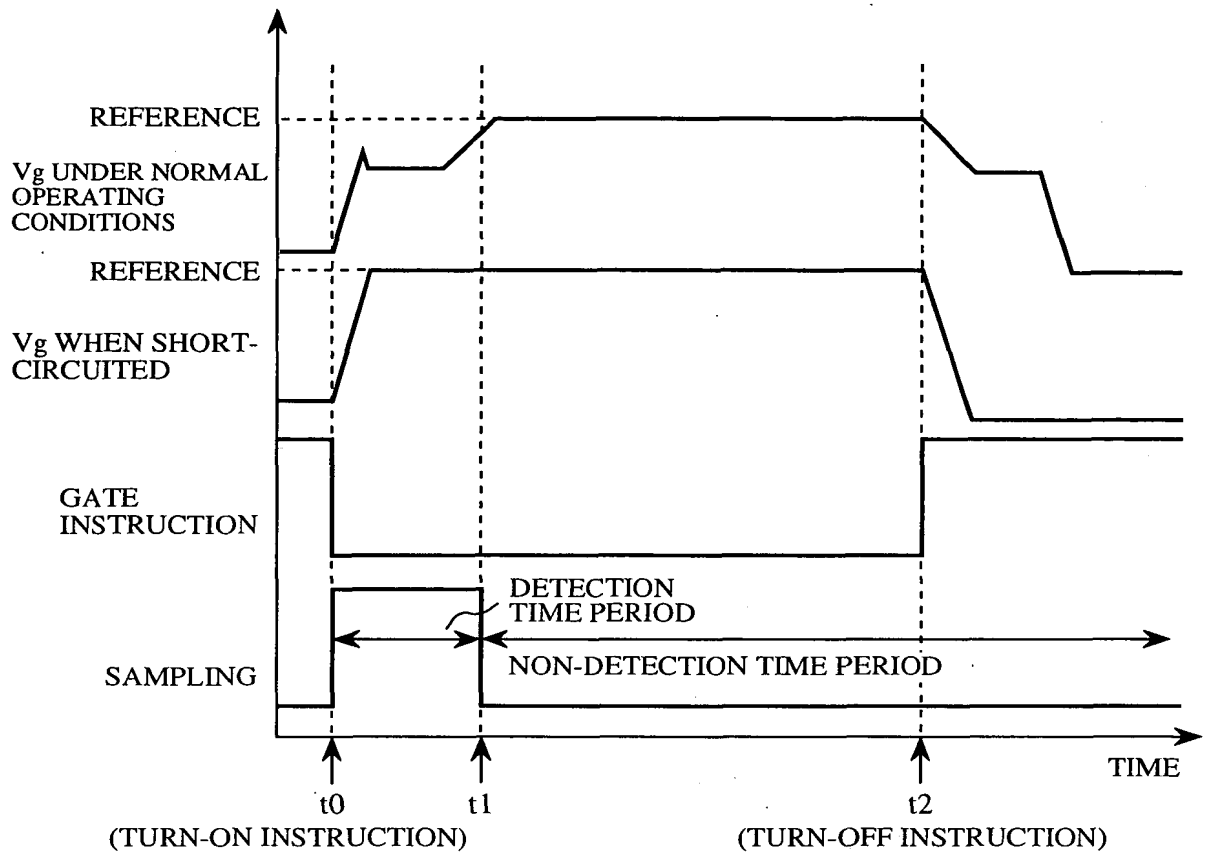 REFERENCE
Vg UNDER NORMAL
OPERATING
CONDITIONS
REFERENCE
Vg WHEN SHORT-
CIRCUITED
GATE
INSTRUCTION
DETECTION
TIME PERIOD
NON-DETECTION TIME PERIOD
SAMPLING
TIME
t0
t1
t2
(TURN-ON INSTRUCTION)
(TURN-OFF INSTRUCTION)